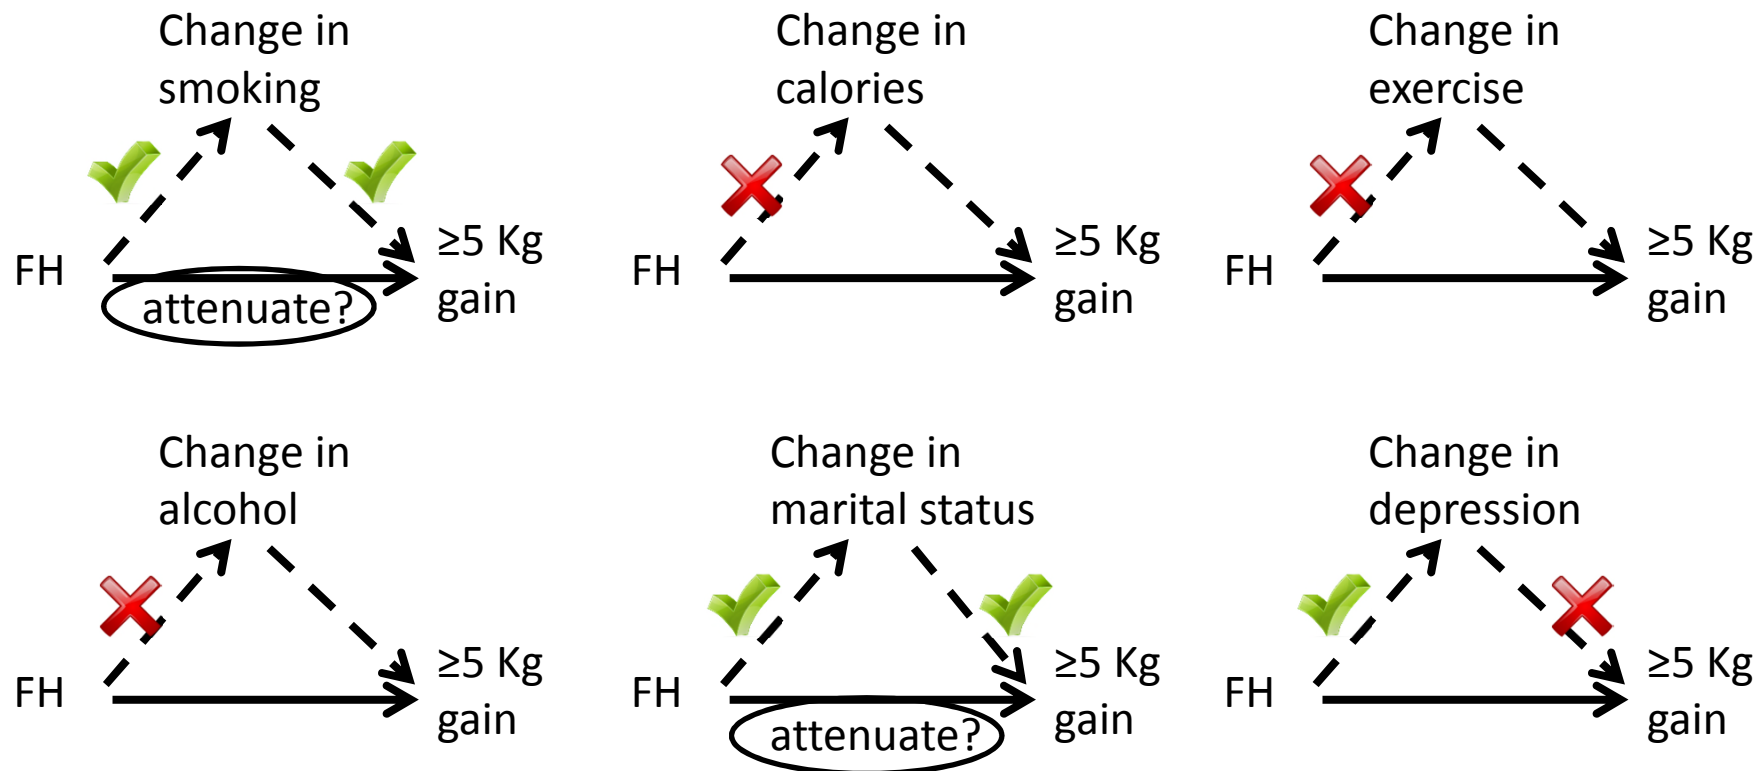 Change in
smoking
FH
≥5 Kg
gain
attenuate?
Change in
calories
FH
≥5 Kg
gain
Change in
exercise
FH
≥5 Kg
gain
Change in
alcohol
FH
≥5 Kg
gain
Change in
marital status
FH
≥5 Kg
gain
attenuate?
Change in
depression
FH
≥5 Kg
gain